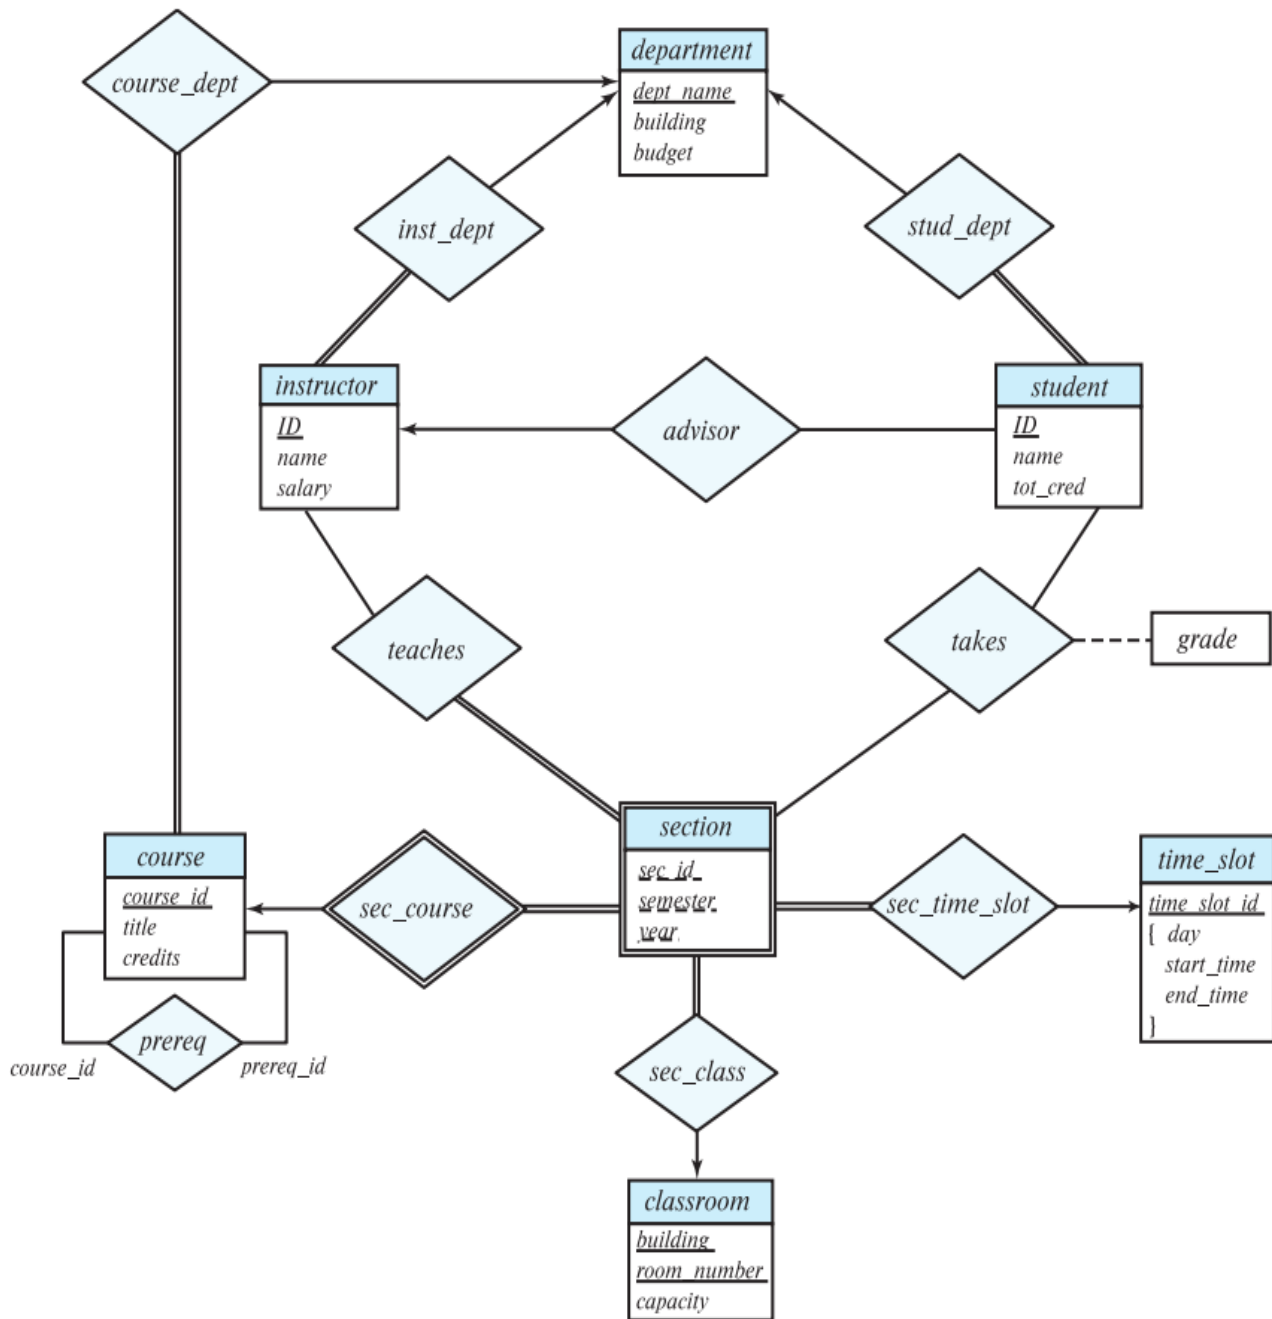 department
course_dept
dept_name
building
budget
inst_dept
stud_dept
instructor
ID
name
salary
advisor
student
ID
name
tot_cred
teaches
takes
grade
course
course_id
title
credits
sec_course
section
sec_id
semester
year
sec_time_slot
time_slot
time_slot_id
{ day
start_time
end_time
}
prereq
course_id
prereq_id
sec_class
classroom
building
room_number
capacity